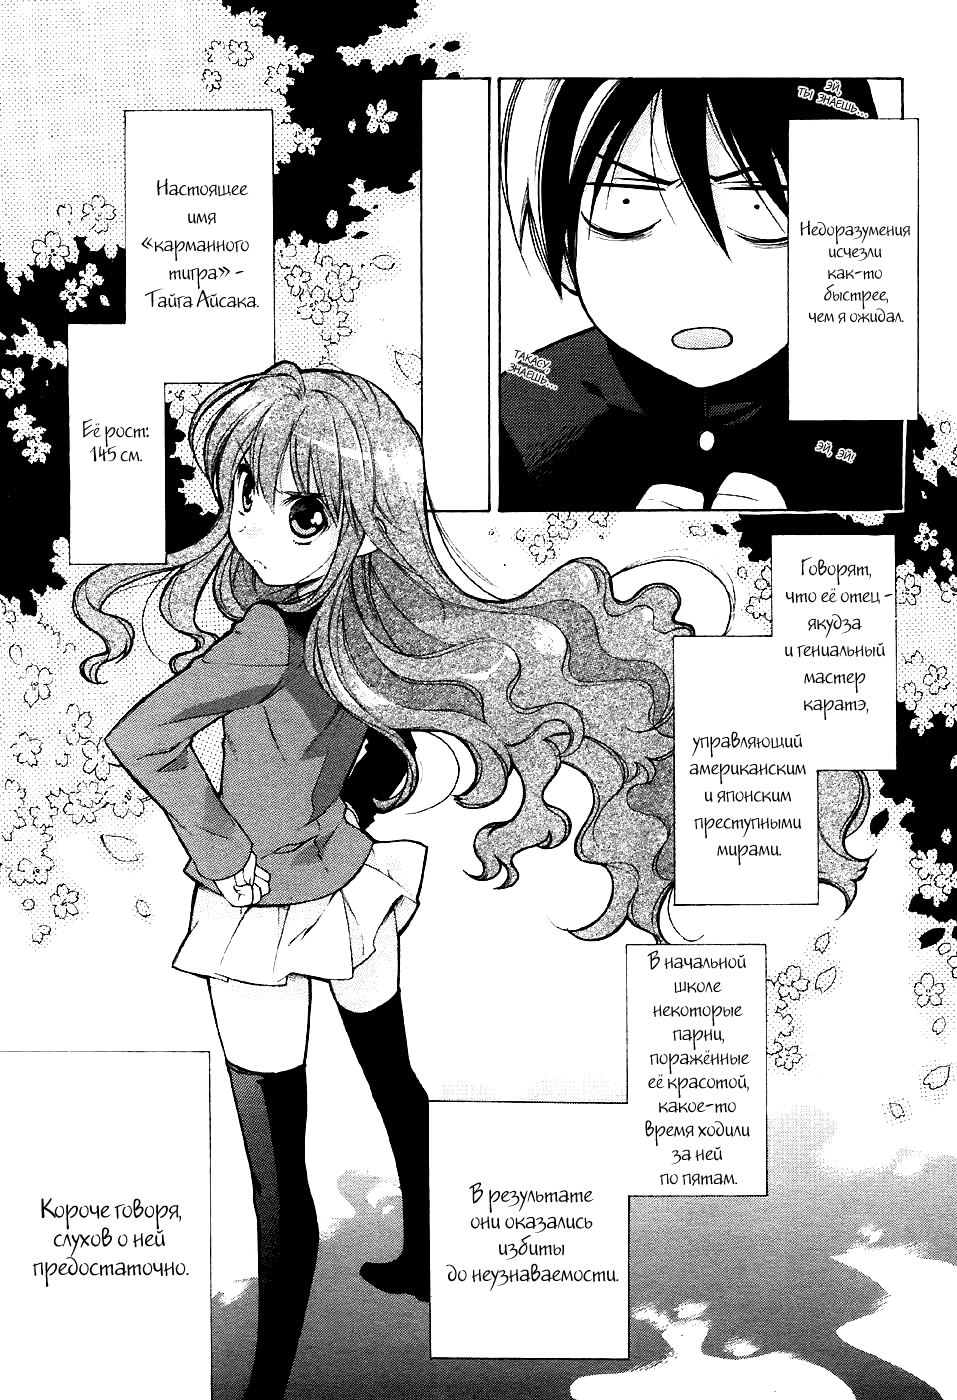 ЭЙ,
ТЫ ЗНАЕШЬ...
Недоразумения
исчезли
как-то
быстрее,
чем я ожидал.
ТАКАСУ,
ЗНАЕШЬ...
ЭЙ, ЭЙ!
Настоящее
имя
«карманного
тигра» -
Тайга Айсака.
Её рост:
145 см.
Говорят,
что её отец -
якудза
и гениальный
мастер
каратэ,
управляющий
американским
и японским
преступными
мирами.
В начальной
школе
некоторые
парни,
поражённые
её красотой,
какое-то
время ходили
за ней
по пятам.
В результате
они оказались
избиты
до неузнаваемости.
Короче говоря,
слухов о ней
предостаточно.